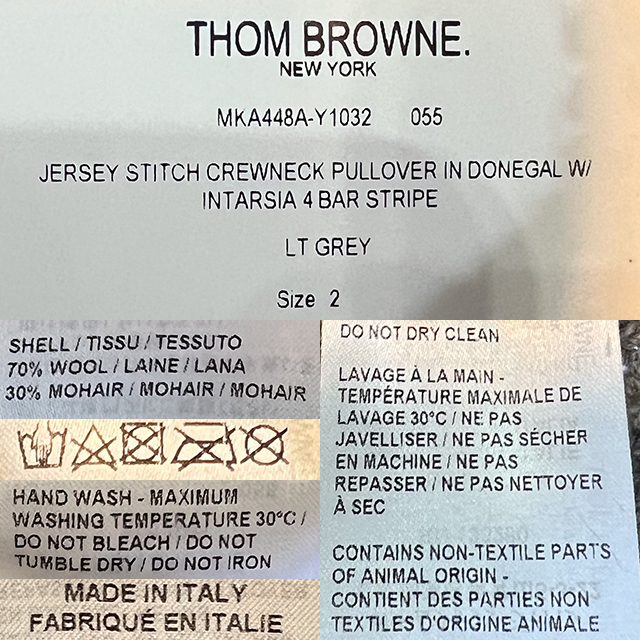 THOM BROWNE.
NEW YORK
MKA448A-Y1032 055
JERSEY STITCH CREWNECK PULLOVER IN DONEGAL W/
INTARSIA 4 BAR STRIPE
LT GREY
Size 2
SHELL / TISSU / TESSUTO
70% WOOL / LAINE / LANA
30% MOHAIR / MOHAIR / MOHAIR
HAND WASH - MAXIMUM
WASHING TEMPERATURE 30°C /
DO NOT BLEACH / DO NOT
TUMBLE DRY / DO NOT IRON
MADE IN ITALY
FABRIQUÉ EN ITALIE
DO NOT DRY CLEAN
LAVAGE À LA MAIN -
TEMPÉRATURE MAXIMALE DE
LAVAGE 30°C / NE PAS
JAVELLISER / NE PAS SÉCHER
EN MACHINE / NE PAS
REPASSER / NE PAS NETTOYER
À SEC
CONTAINS NON-TEXTILE PARTS
OF ANIMAL ORIGIN -
CONTIENT DES PARTIES NON
TEXTILES D'ORIGINE ANIMALE